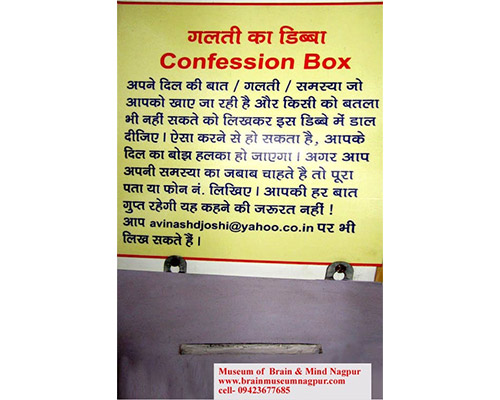 गलती का डिब्बा
Confession Box
अपने दिल की बात / गलती / समस्या जो
आपको खाए जा रही है और किसी को बतला
भी नहीं सकते को लिखकर इस डिब्बे में डाल
दीजिए। ऐसा करने से हो सकता है, आपके
दिल का बोझ हलका हो जाएगा। अगर आप
अपनी समस्या का जबाब चाहते है तो पूरा
पता या फोन नं. लिखिए। आपकी हर बात
गुप्त रहेगी यह कहने की जरुरत नहीं !
आप avinashdjoshi@yahoo.co.in पर भी
लिख सकते हैं।
Museum of Brain & Mind Nagpur
www.brainmuseumnagpur.com
cell- 09423677685